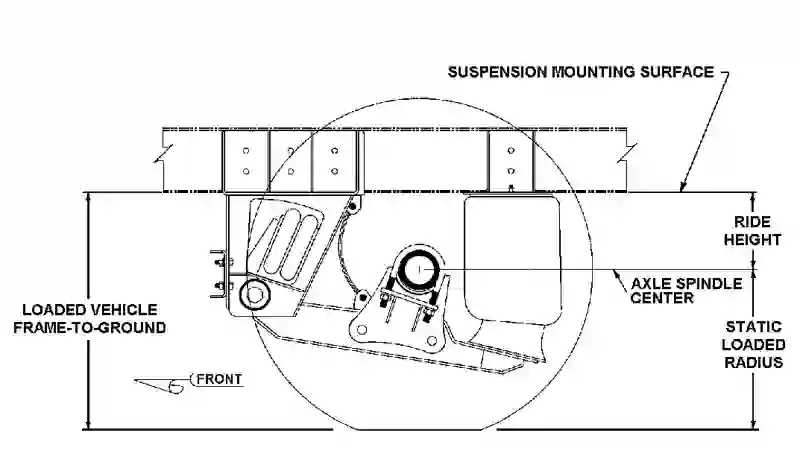 SUSPENSION MOUNTING SURFACE
RIDE
HEIGHT
AXLE SPINDLE
CENTER
LOADED VEHICLE
FRAME-TO-GROUND
STATIC
LOADED
RADIUS
FRONT